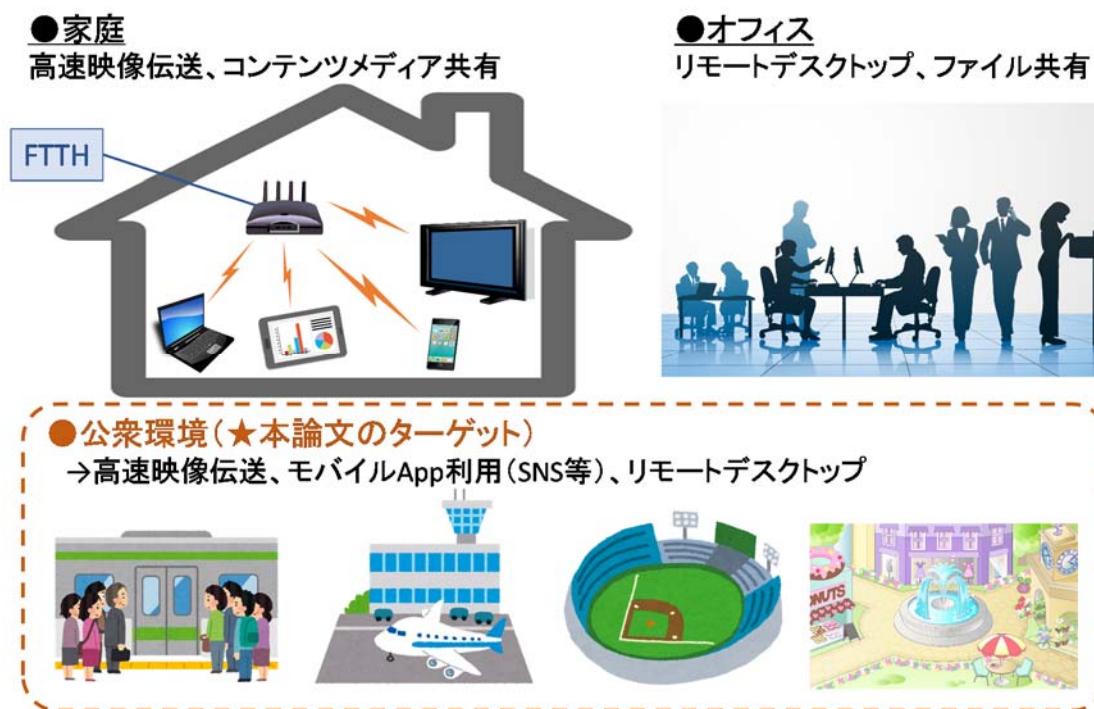 ●家庭
高速映像伝送、コンテンツメディア共有
FTTH
●オフィス
リモートデスクトップ、ファイル共有
●公衆環境(★本論文のターゲット)
→高速映像伝送、モバイルApp利用(SNS等)、リモートデスクトップ
DONUTS